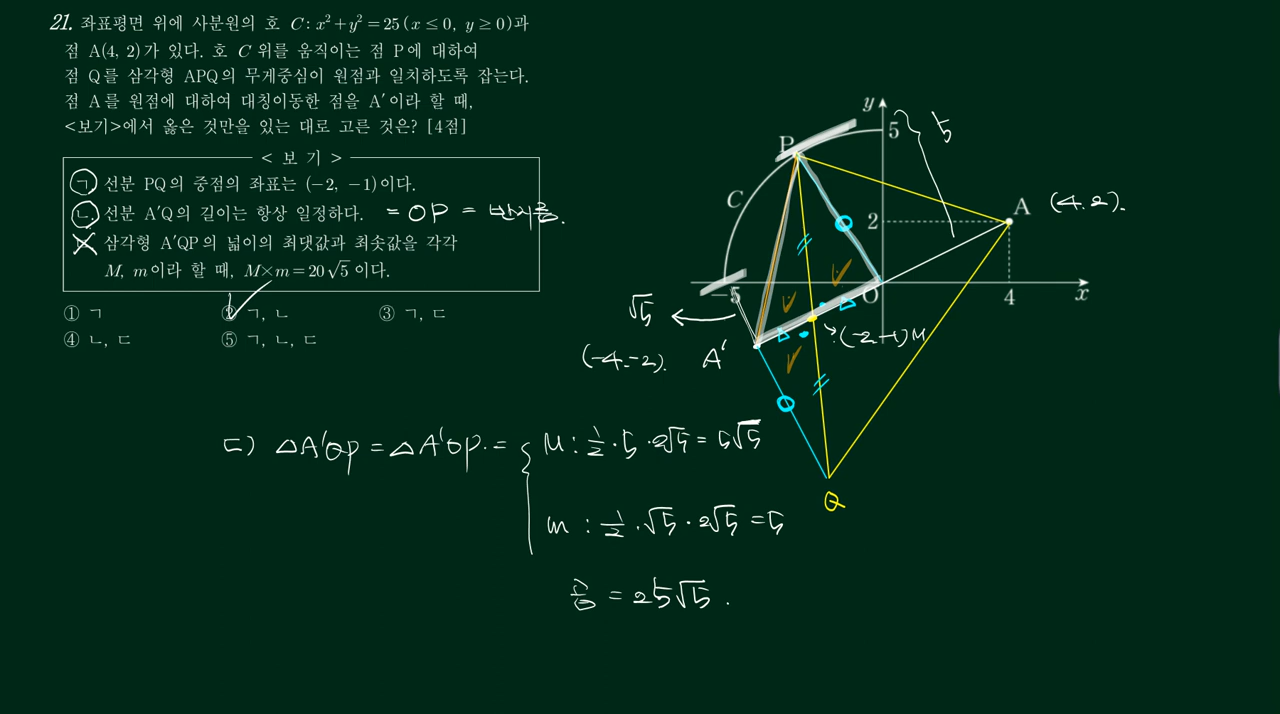 21. 좌표평면 위에 사분원의 호 C: x²+y²=25 (x≤0, y≥0)과
점 A(4, 2)가 있다. 호 C 위를 움직이는 점 P에 대하여
점 Q를 삼각형 APQ의 무게중심이 원점과 일치하도록 잡는다.
점 A를 원점에 대하여 대칭이동한 점을 A′이라 할 때,
<보기>에서 옳은 것만을 있는 대로 고른 것은? [4점]
< 보 기 >
ㄱ. 선분 PQ의 중점의 좌표는 (−2, −1)이다.
ㄴ. 선분 A′Q의 길이는 항상 일정하다. = OP = 반지름.
ㄷ. 삼각형 A′QP의 넓이의 최댓값과 최솟값을 각각
M, m이라 할 때, M×m=20√5 이다.
① ㄱ ② ㄱ, ㄴ ③ ㄱ, ㄷ
④ ㄴ, ㄷ ⑤ ㄱ, ㄴ, ㄷ
y
5
5
P
C
2
A (4.2).
−5
O
4
x
√5
(-4.-2). A′
(-2-1)M
Q
ㄷ) △A′QP = △A′OP. = M : 1/2 · 5 · 2√5 = 5√5
m : 1/2 · √5 · 2√5 = 5
곱 = 25√5 .